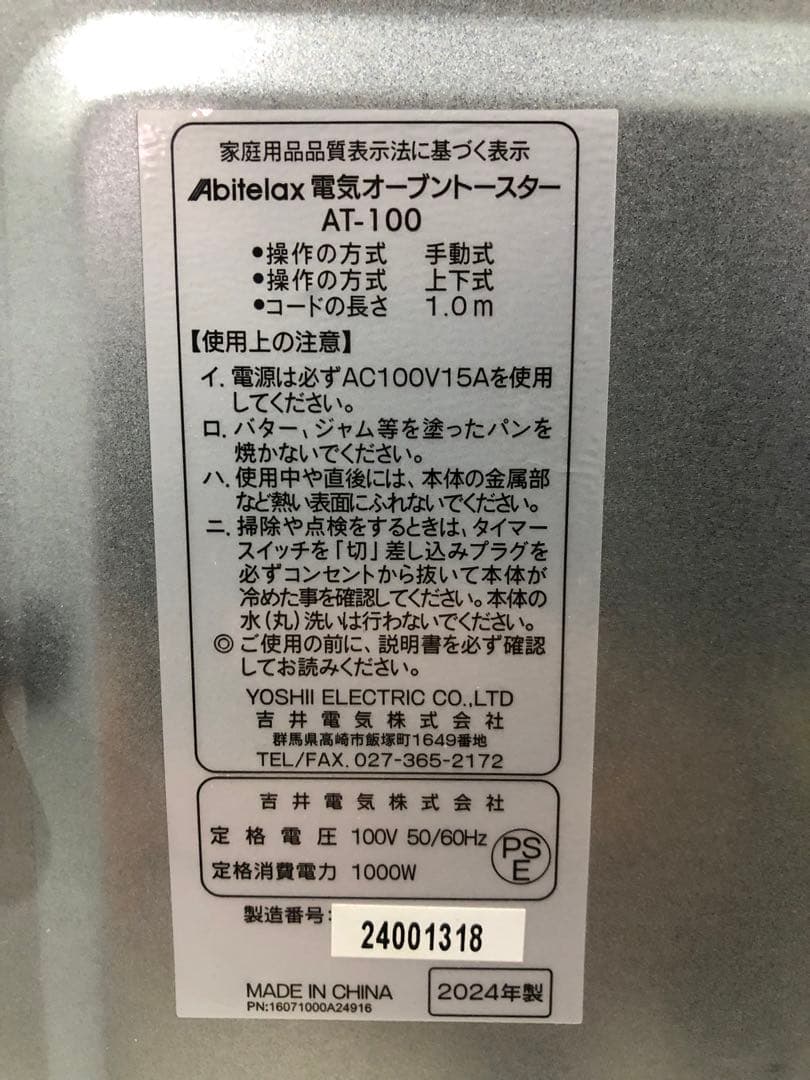 家庭用品品質表示法に基づく表示
Abitelax 電気オーブントースター
AT-100
●操作の方式 手動式
●操作の方式 上下式
●コードの長さ 1.0m
【使用上の注意】
イ. 電源は必ずAC100V15Aを使用
してください。
ロ. バター、ジャム等を塗ったパンを
焼かないでください。
ハ. 使用中や直後には、本体の金属部
など熱い表面にふれないでください。
ニ. 掃除や点検をするときは、タイマー
スイッチを「切」差し込みプラグを
必ずコンセントから抜いて本体が
冷めた事を確認してください。本体の
水（丸）洗いは行わないでください。
◎ ご使用の前に、説明書を必ず確認
してお読みください。
YOSHII ELECTRIC CO.,LTD
吉井電気株式会社
群馬県高崎市飯塚町1649番地
TEL/FAX. 027-365-2172
吉井電気株式会社
定格電圧 100V 50/60Hz
定格消費電力 1000W
PS
E
製造番号:
24001318
MADE IN CHINA
PN:16071000A24916
2024年製